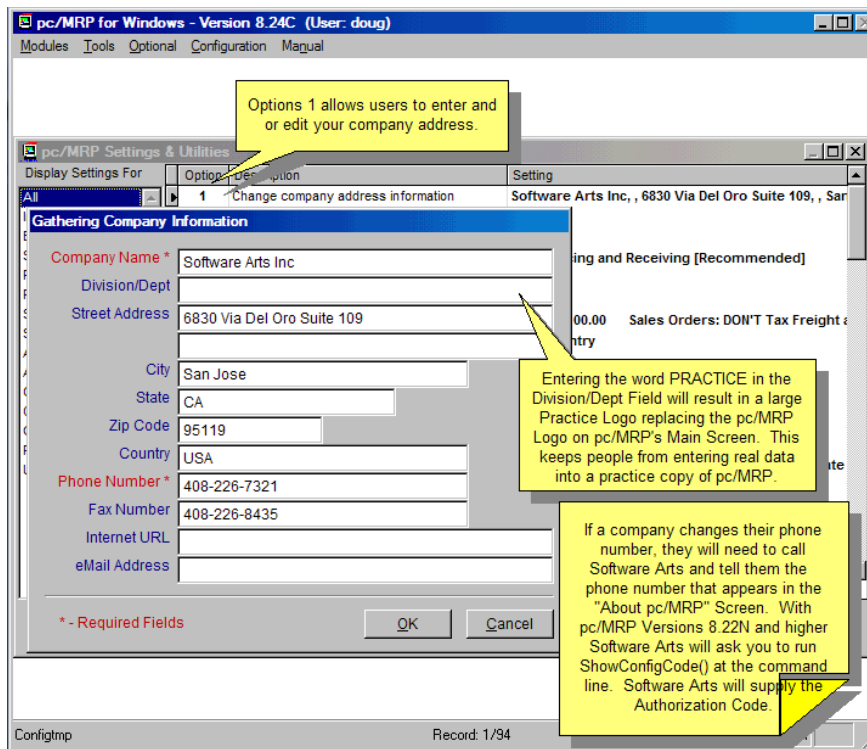 pc/MRP for Windows - Version 8.24C (User: doug)
Modules Tools Optional Configuration Manual
Options 1 allows users to enter and
or edit your company address.
pc/MRP Settings & Utilities
Display Settings For
Option
Setting
All
1 Change company address information Software Arts Inc, , 6830 Via Del Oro Suite 109, , San
Gathering Company Information
Company Name * Software Arts Inc
ing and Receiving [Recommended]
Division/Dept
Street Address 6830 Via Del Oro Suite 109
00.00 Sales Orders: DON'T Tax Freight a
ntry
City San Jose
State CA
Zip Code 95119
Country USA
Phone Number * 408-226-7321
Fax Number 408-226-8435
Internet URL
eMail Address
* - Required Fields
OK Cancel
Entering the word PRACTICE in the
Division/Dept Field will result in a large
Practice Logo replacing the pc/MRP
Logo on pc/MRP's Main Screen. This
keeps people from entering real data
into a practice copy of pc/MRP.
If a company changes their phone
number, they will need to call
Software Arts and tell them the
phone number that appears in the
"About pc/MRP" Screen. With
pc/MRP Versions 8.22N and higher
Software Arts will ask you to run
ShowConfigCode() at the command
line. Software Arts will supply the
Authorization Code.
Configtmp Record: 1/94